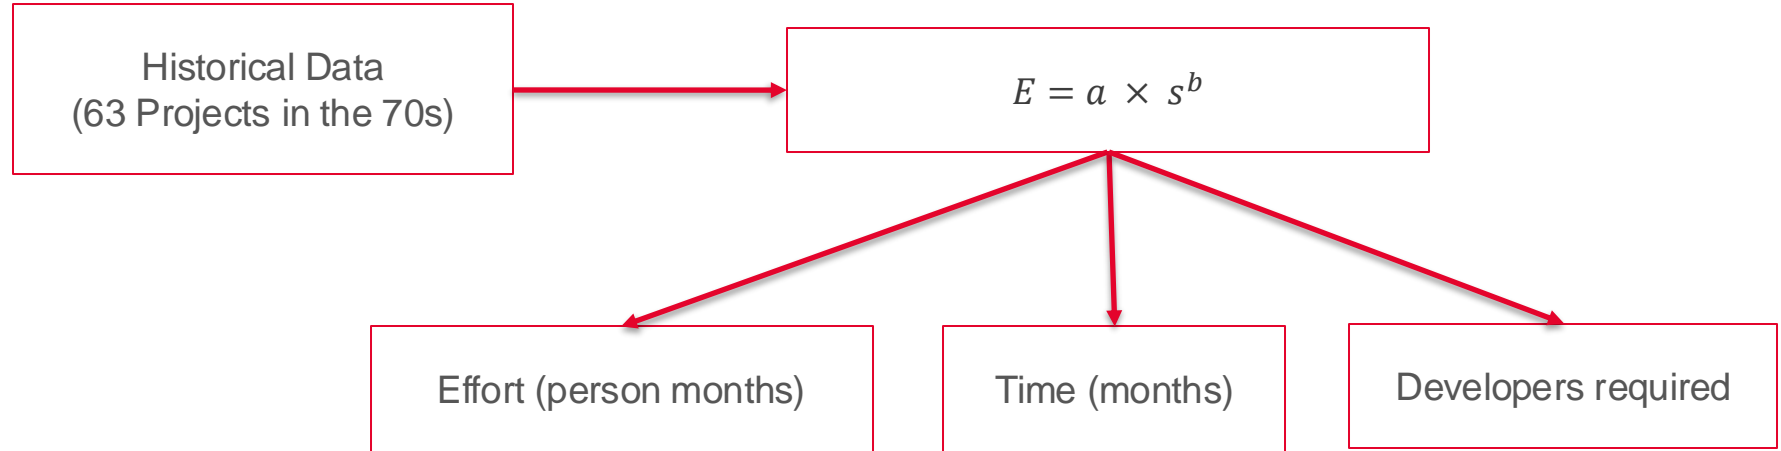 Historical Data
(63 Projects in the 70s)
E = a × s^b
Effort (person months)
Time (months)
Developers required